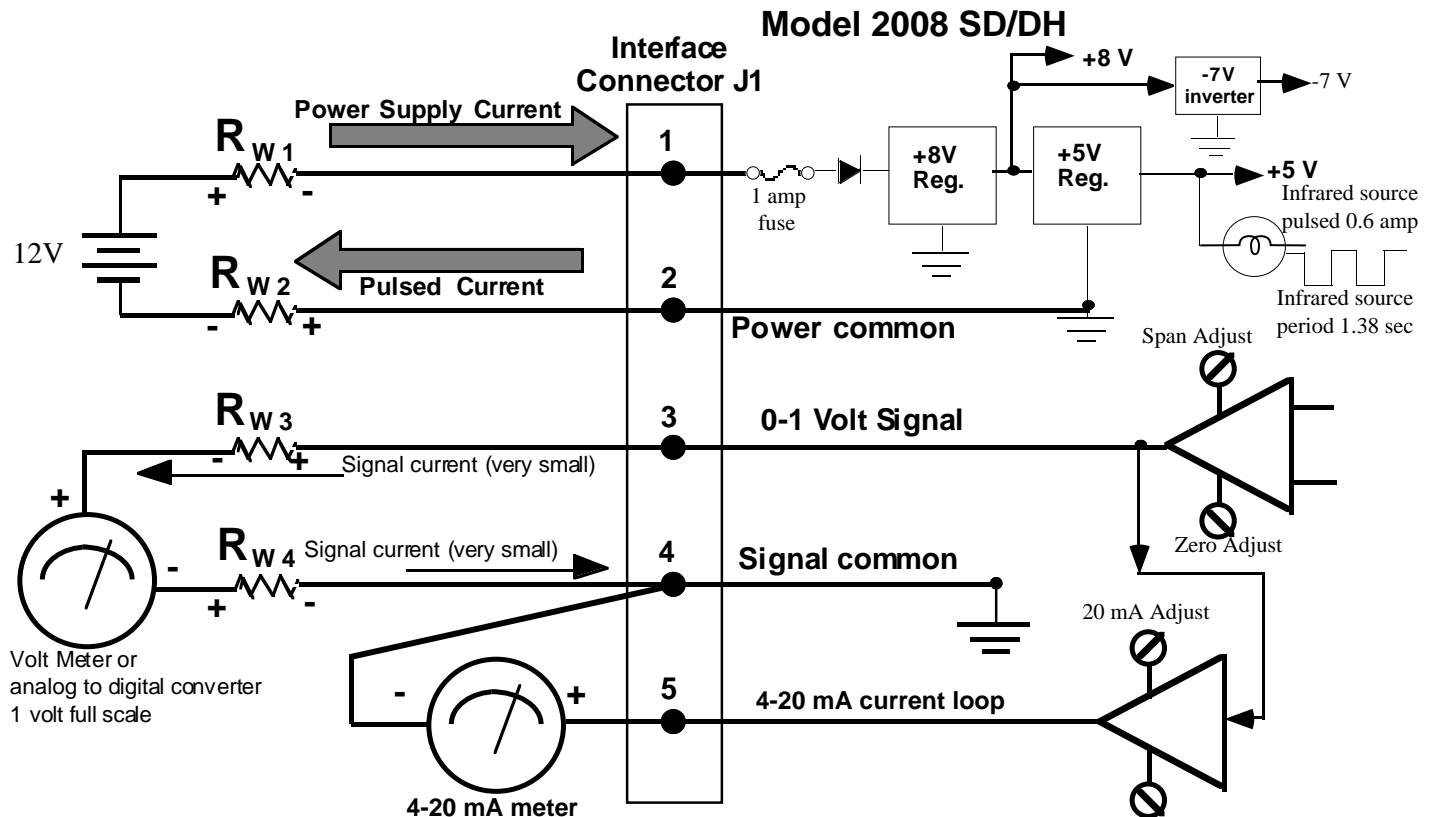 Model 2008 SD/DH
Interface
Connector J1
+8 V
-7V
inverter
-7 V
Power Supply Current
R W 1
+
-
1
1 amp
fuse
+8V
Reg.
+5V
Reg.
+5 V
Infrared source
pulsed 0.6 amp
12V
Pulsed Current
R W 2
-
+
2
Power common
Infrared source
period 1.38 sec
Span Adjust
R W 3
-
+
3
0-1 Volt Signal
Signal current (very small)
+
Zero Adjust
R W 4
-
+
-
Signal current (very small)
4
Signal common
20 mA Adjust
Volt Meter or
analog to digital converter
1 volt full scale
-
+
5
4-20 mA current loop
4-20 mA meter